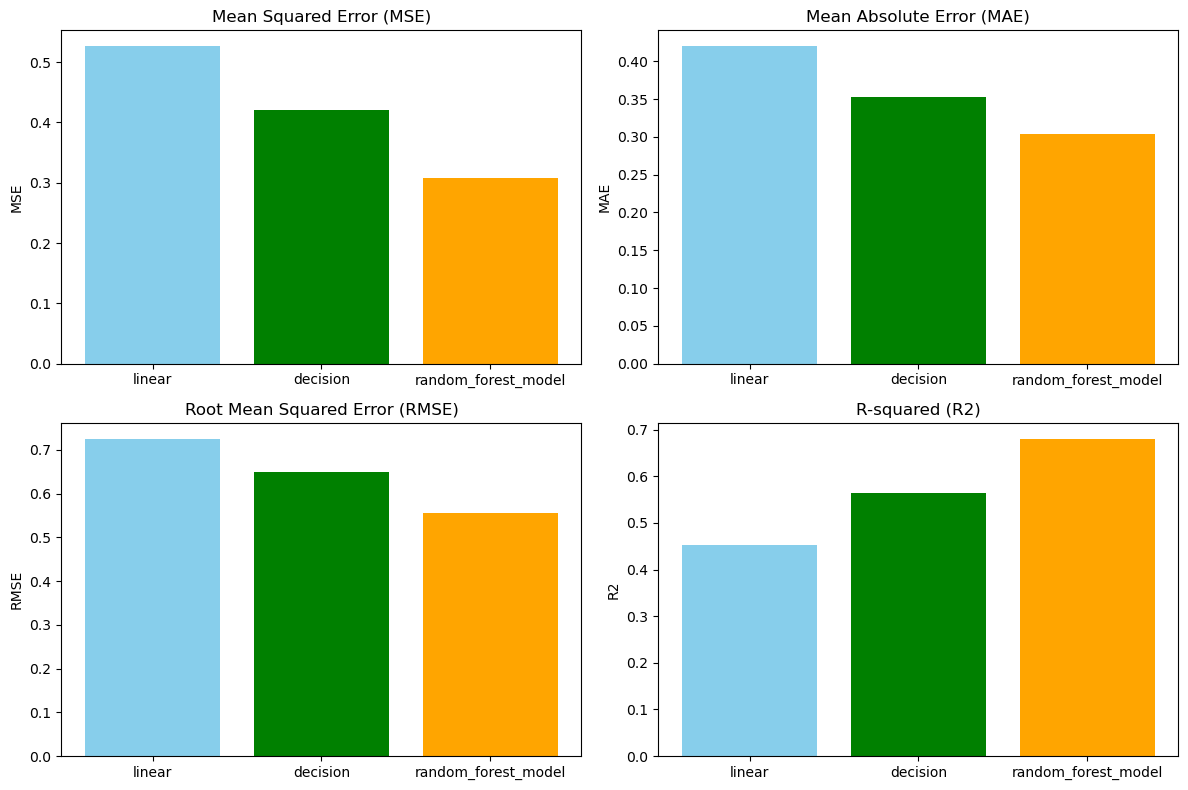 Mean Squared Error (MSE)
MSE
0.5
0.4
0.3
0.2
0.1
0.0
linear decision random_forest_model
Mean Absolute Error (MAE)
MAE
0.40
0.35
0.30
0.25
0.20
0.15
0.10
0.05
0.00
linear decision random_forest_model
Root Mean Squared Error (RMSE)
RMSE
0.7
0.6
0.5
0.4
0.3
0.2
0.1
0.0
linear decision random_forest_model
R-squared (R2)
R2
0.7
0.6
0.5
0.4
0.3
0.2
0.1
0.0
linear decision random_forest_model